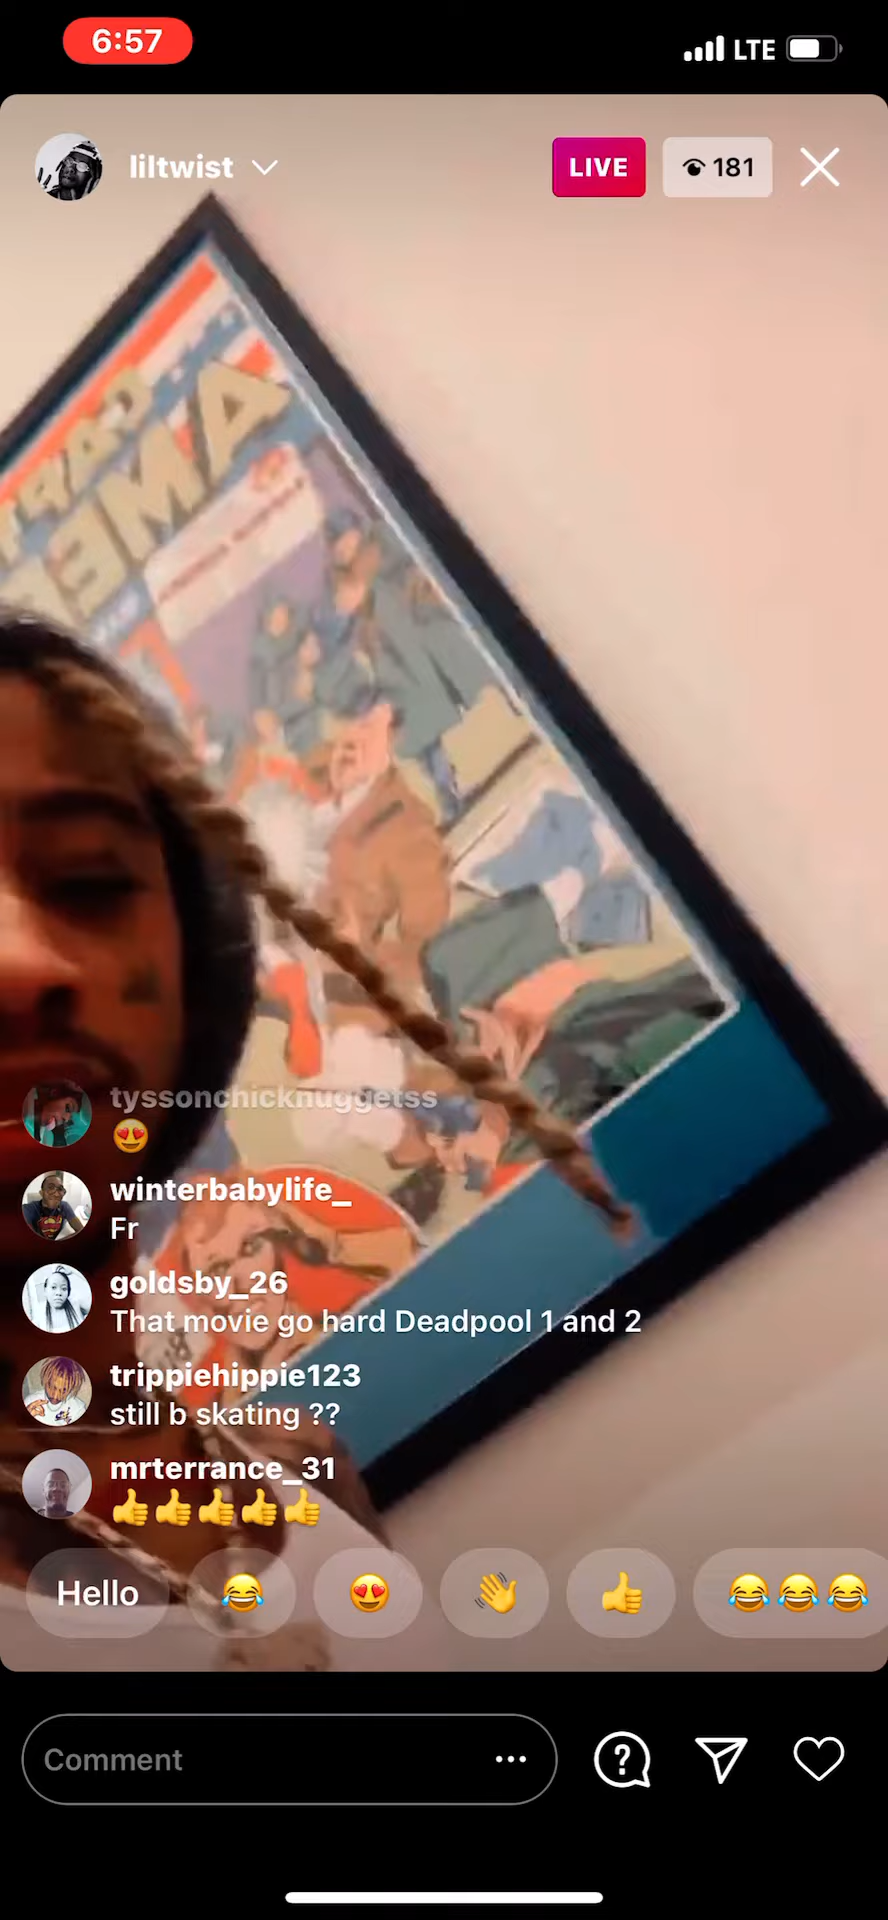 6:57
LTE
liltwist
LIVE
181
tyssonchicknuggetss
😍
winterbabylife_
Fr
goldsby_26
That movie go hard Deadpool 1 and 2
trippiehippie123
still b skating ??
mrterrance_31
👍👍👍👍👍
Hello
😂
😍
👋
👍
😂😂😂
Comment